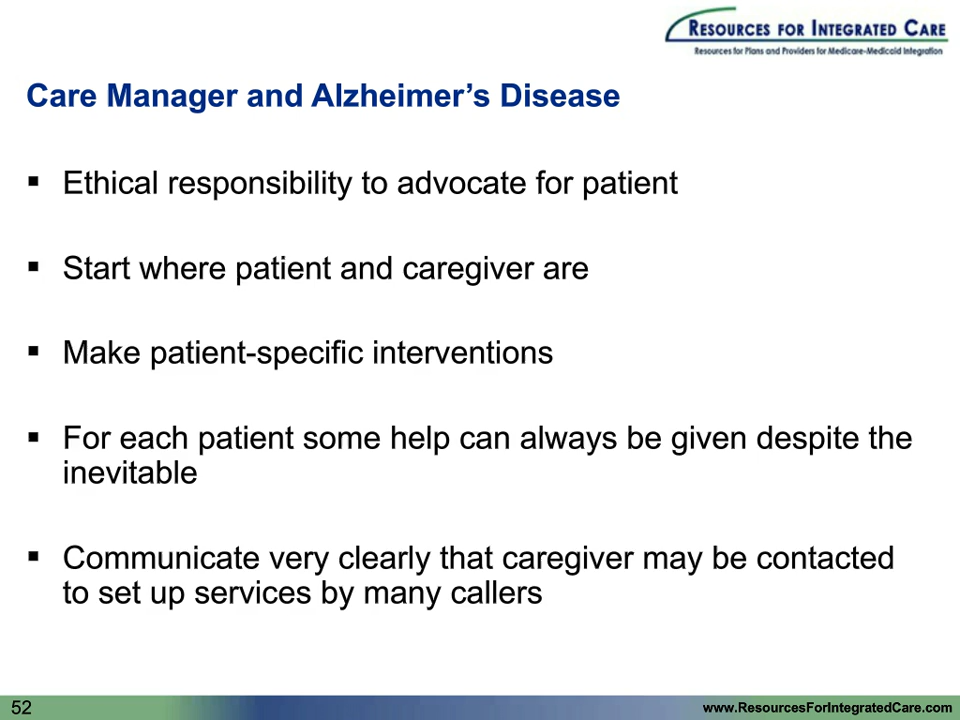 RESOURCES FOR INTEGRATED CARE
Resources for Plans and Providers for Medicare-Medicaid Integration
Care Manager and Alzheimer's Disease
▪ Ethical responsibility to advocate for patient
▪ Start where patient and caregiver are
▪ Make patient-specific interventions
▪ For each patient some help can always be given despite the
inevitable
▪ Communicate very clearly that caregiver may be contacted
to set up services by many callers
52
www.ResourcesForIntegratedCare.com